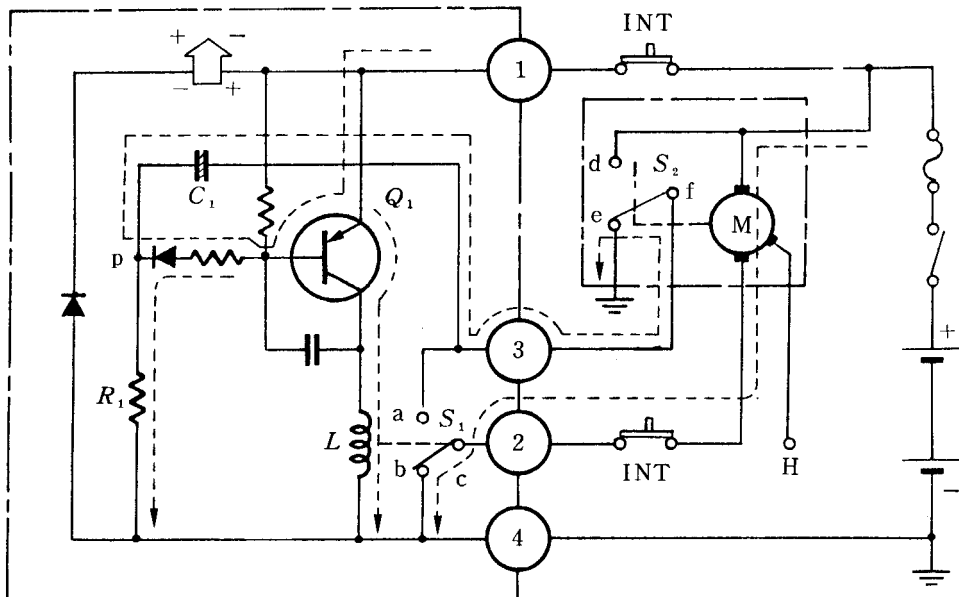 + −
− +
1
INT
d
S₂
f
e
M
C₁
Q₁
p
3
+
R₁
a
S₁
L
2
b
c
INT
H
−
4